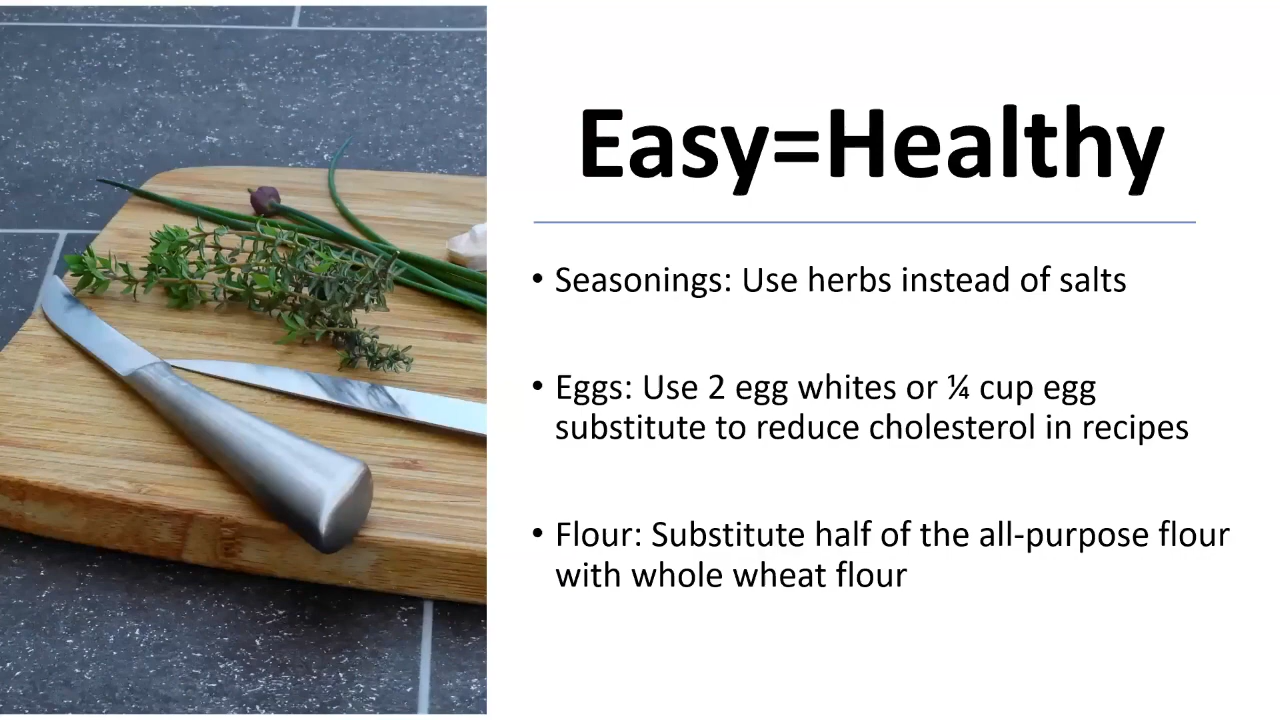 Easy=Healthy
• Seasonings: Use herbs instead of salts
• Eggs: Use 2 egg whites or ¼ cup egg
substitute to reduce cholesterol in recipes
• Flour: Substitute half of the all-purpose flour
with whole wheat flour